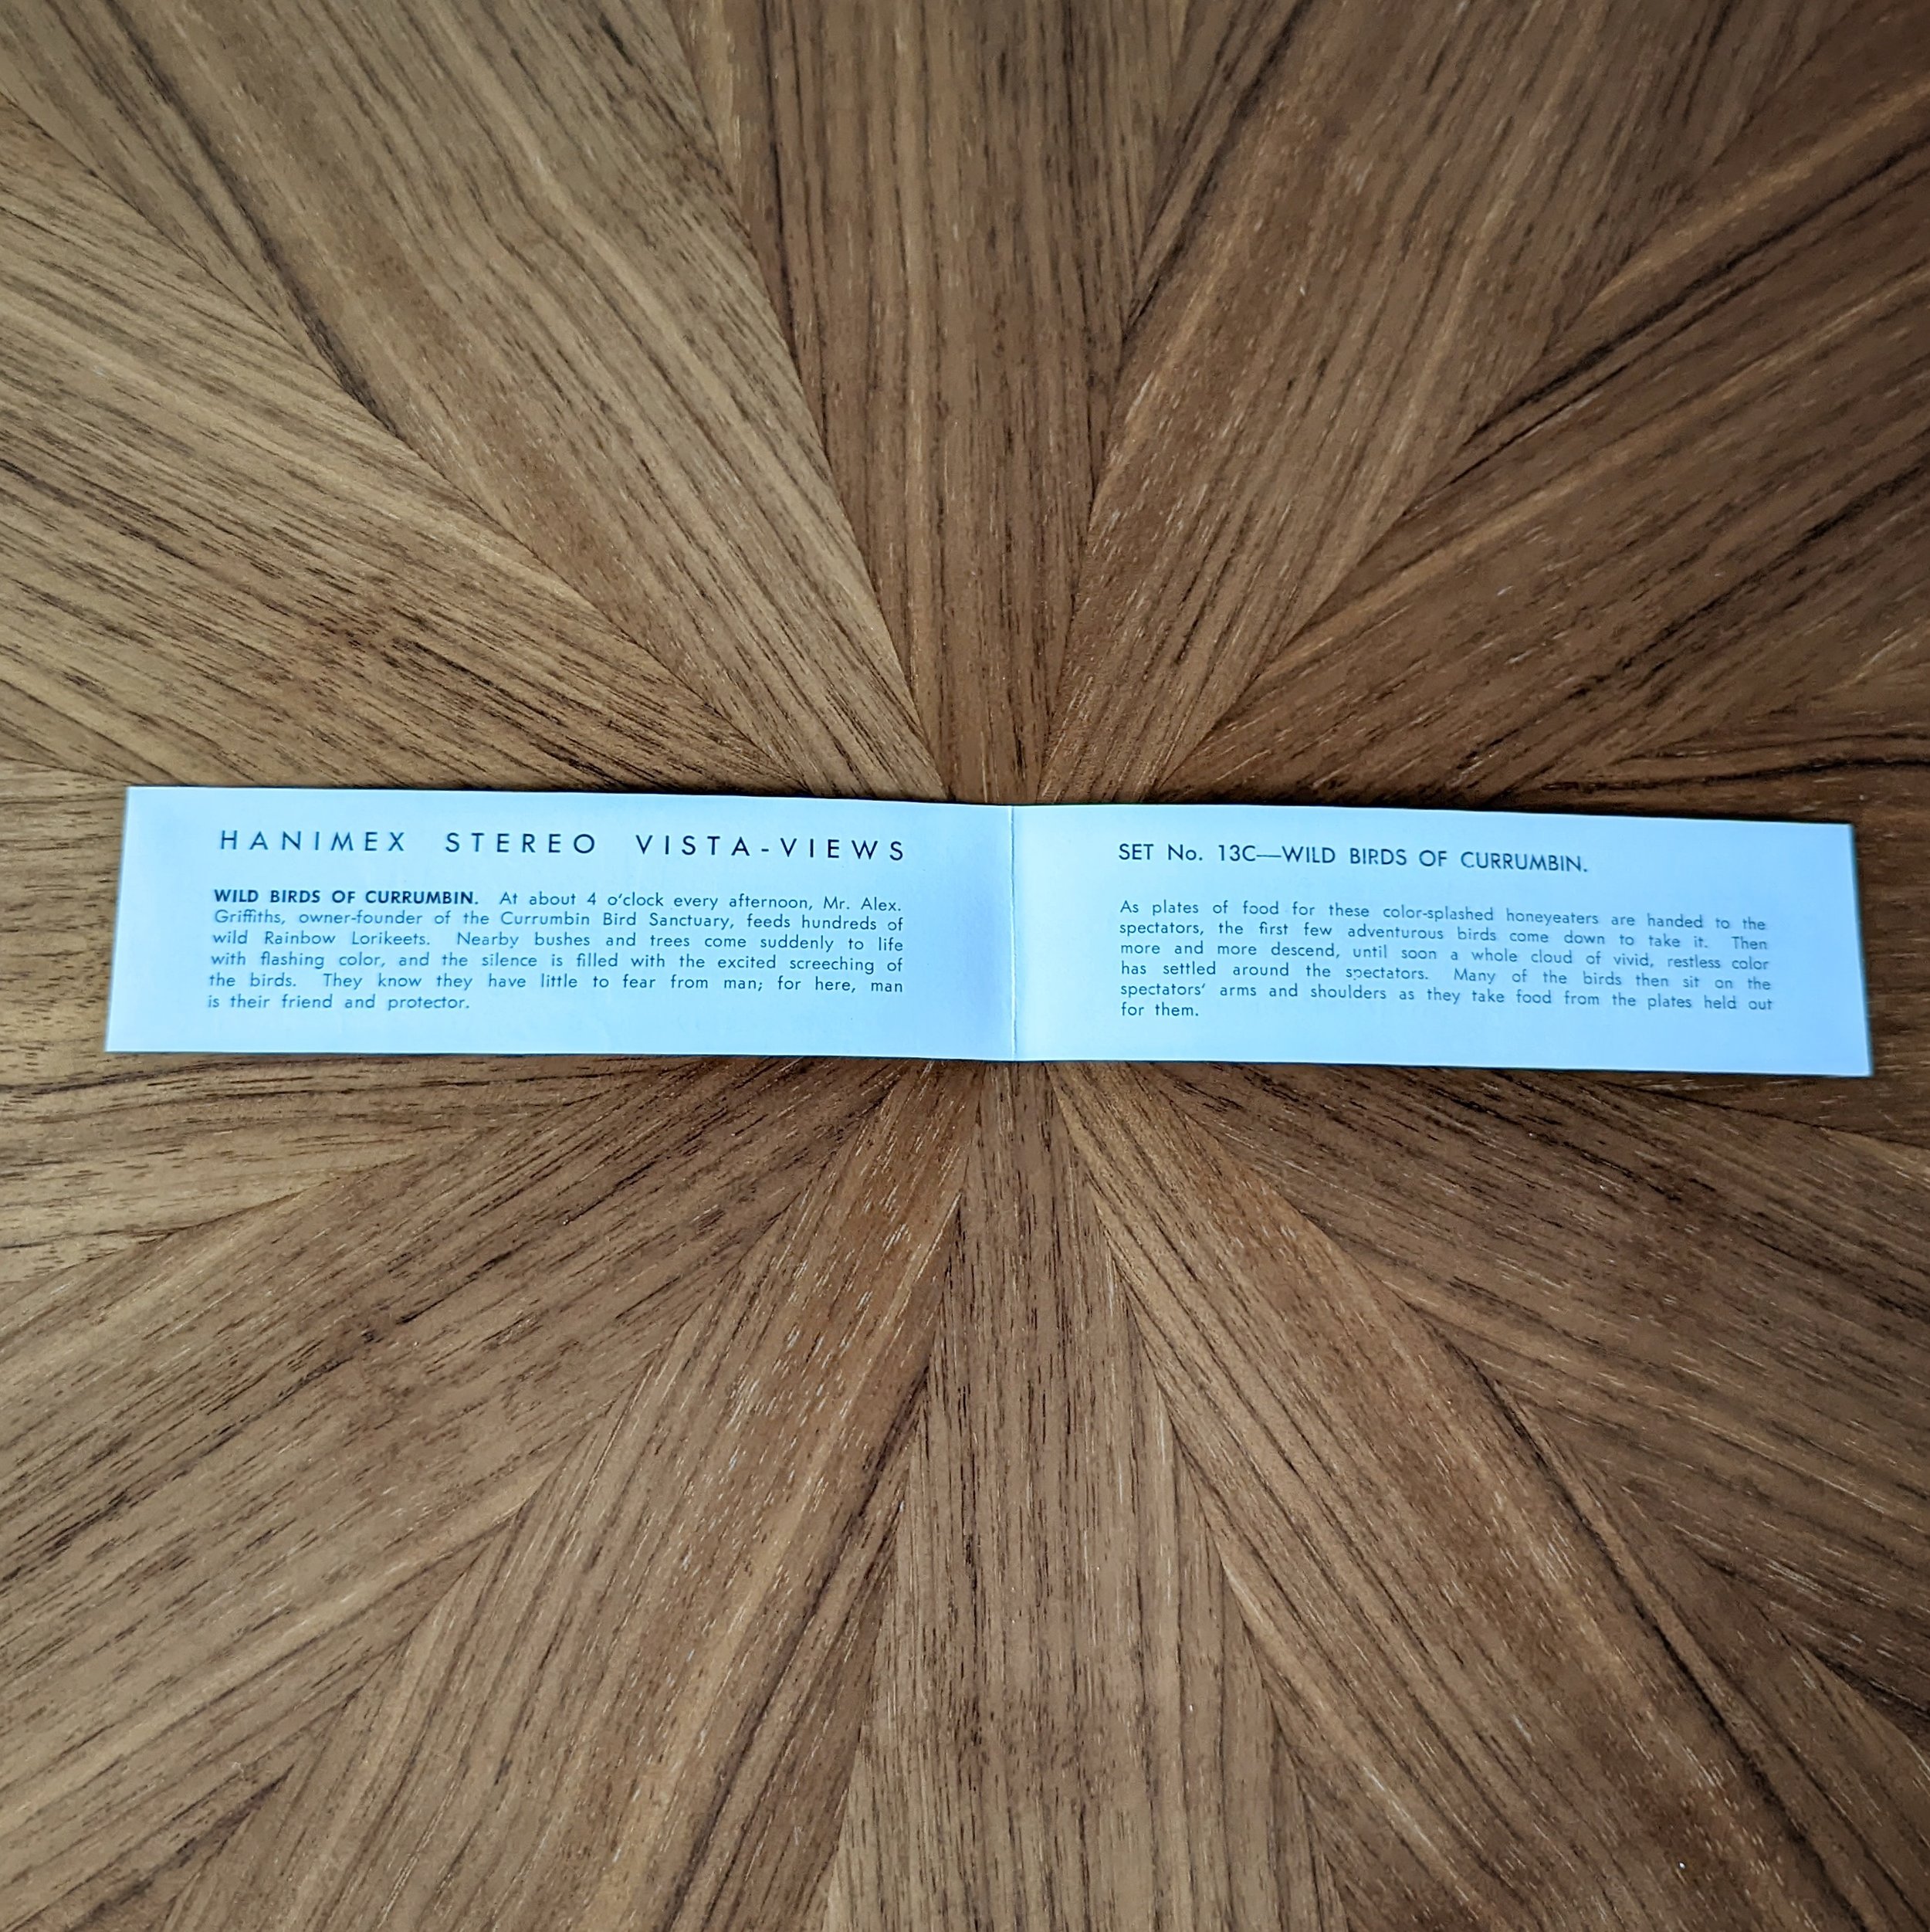 HANIMEX STEREO VISTA-VIEWS
WILD BIRDS OF CURRUMBIN. At about 4 o'clock every afternoon, Mr. Alex.
Griffiths, owner-founder of the Currumbin Bird Sanctuary, feeds hundreds of
wild Rainbow Lorikeets. Nearby bushes and trees come suddenly to life
with flashing color, and the silence is filled with the excited screeching of
the birds. They know they have little to fear from man; for here, man
is their friend and protector.
SET No. 13C—WILD BIRDS OF CURRUMBIN.
As plates of food for these color-splashed honeyeaters are handed to the
spectators, the first few adventurous birds come down to take it. Then
more and more descend, until soon a whole cloud of vivid, restless color
has settled around the spectators. Many of the birds then sit on the
spectators' arms and shoulders as they take food from the plates held out
for them.